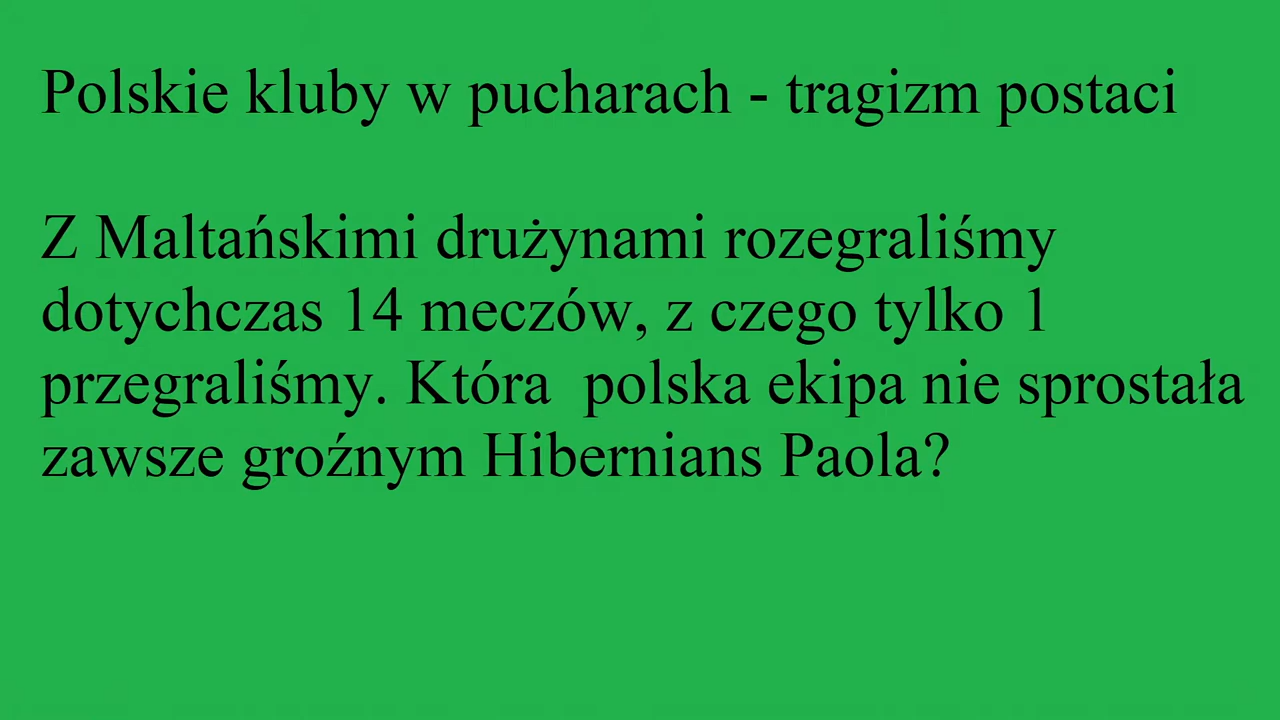 Polskie kluby w pucharach - tragizm postaci
Z Maltańskimi drużynami rozegraliśmy
dotychczas 14 meczów, z czego tylko 1
przegraliśmy. Która  polska ekipa nie sprostała
zawsze groźnym Hibernians Paola?